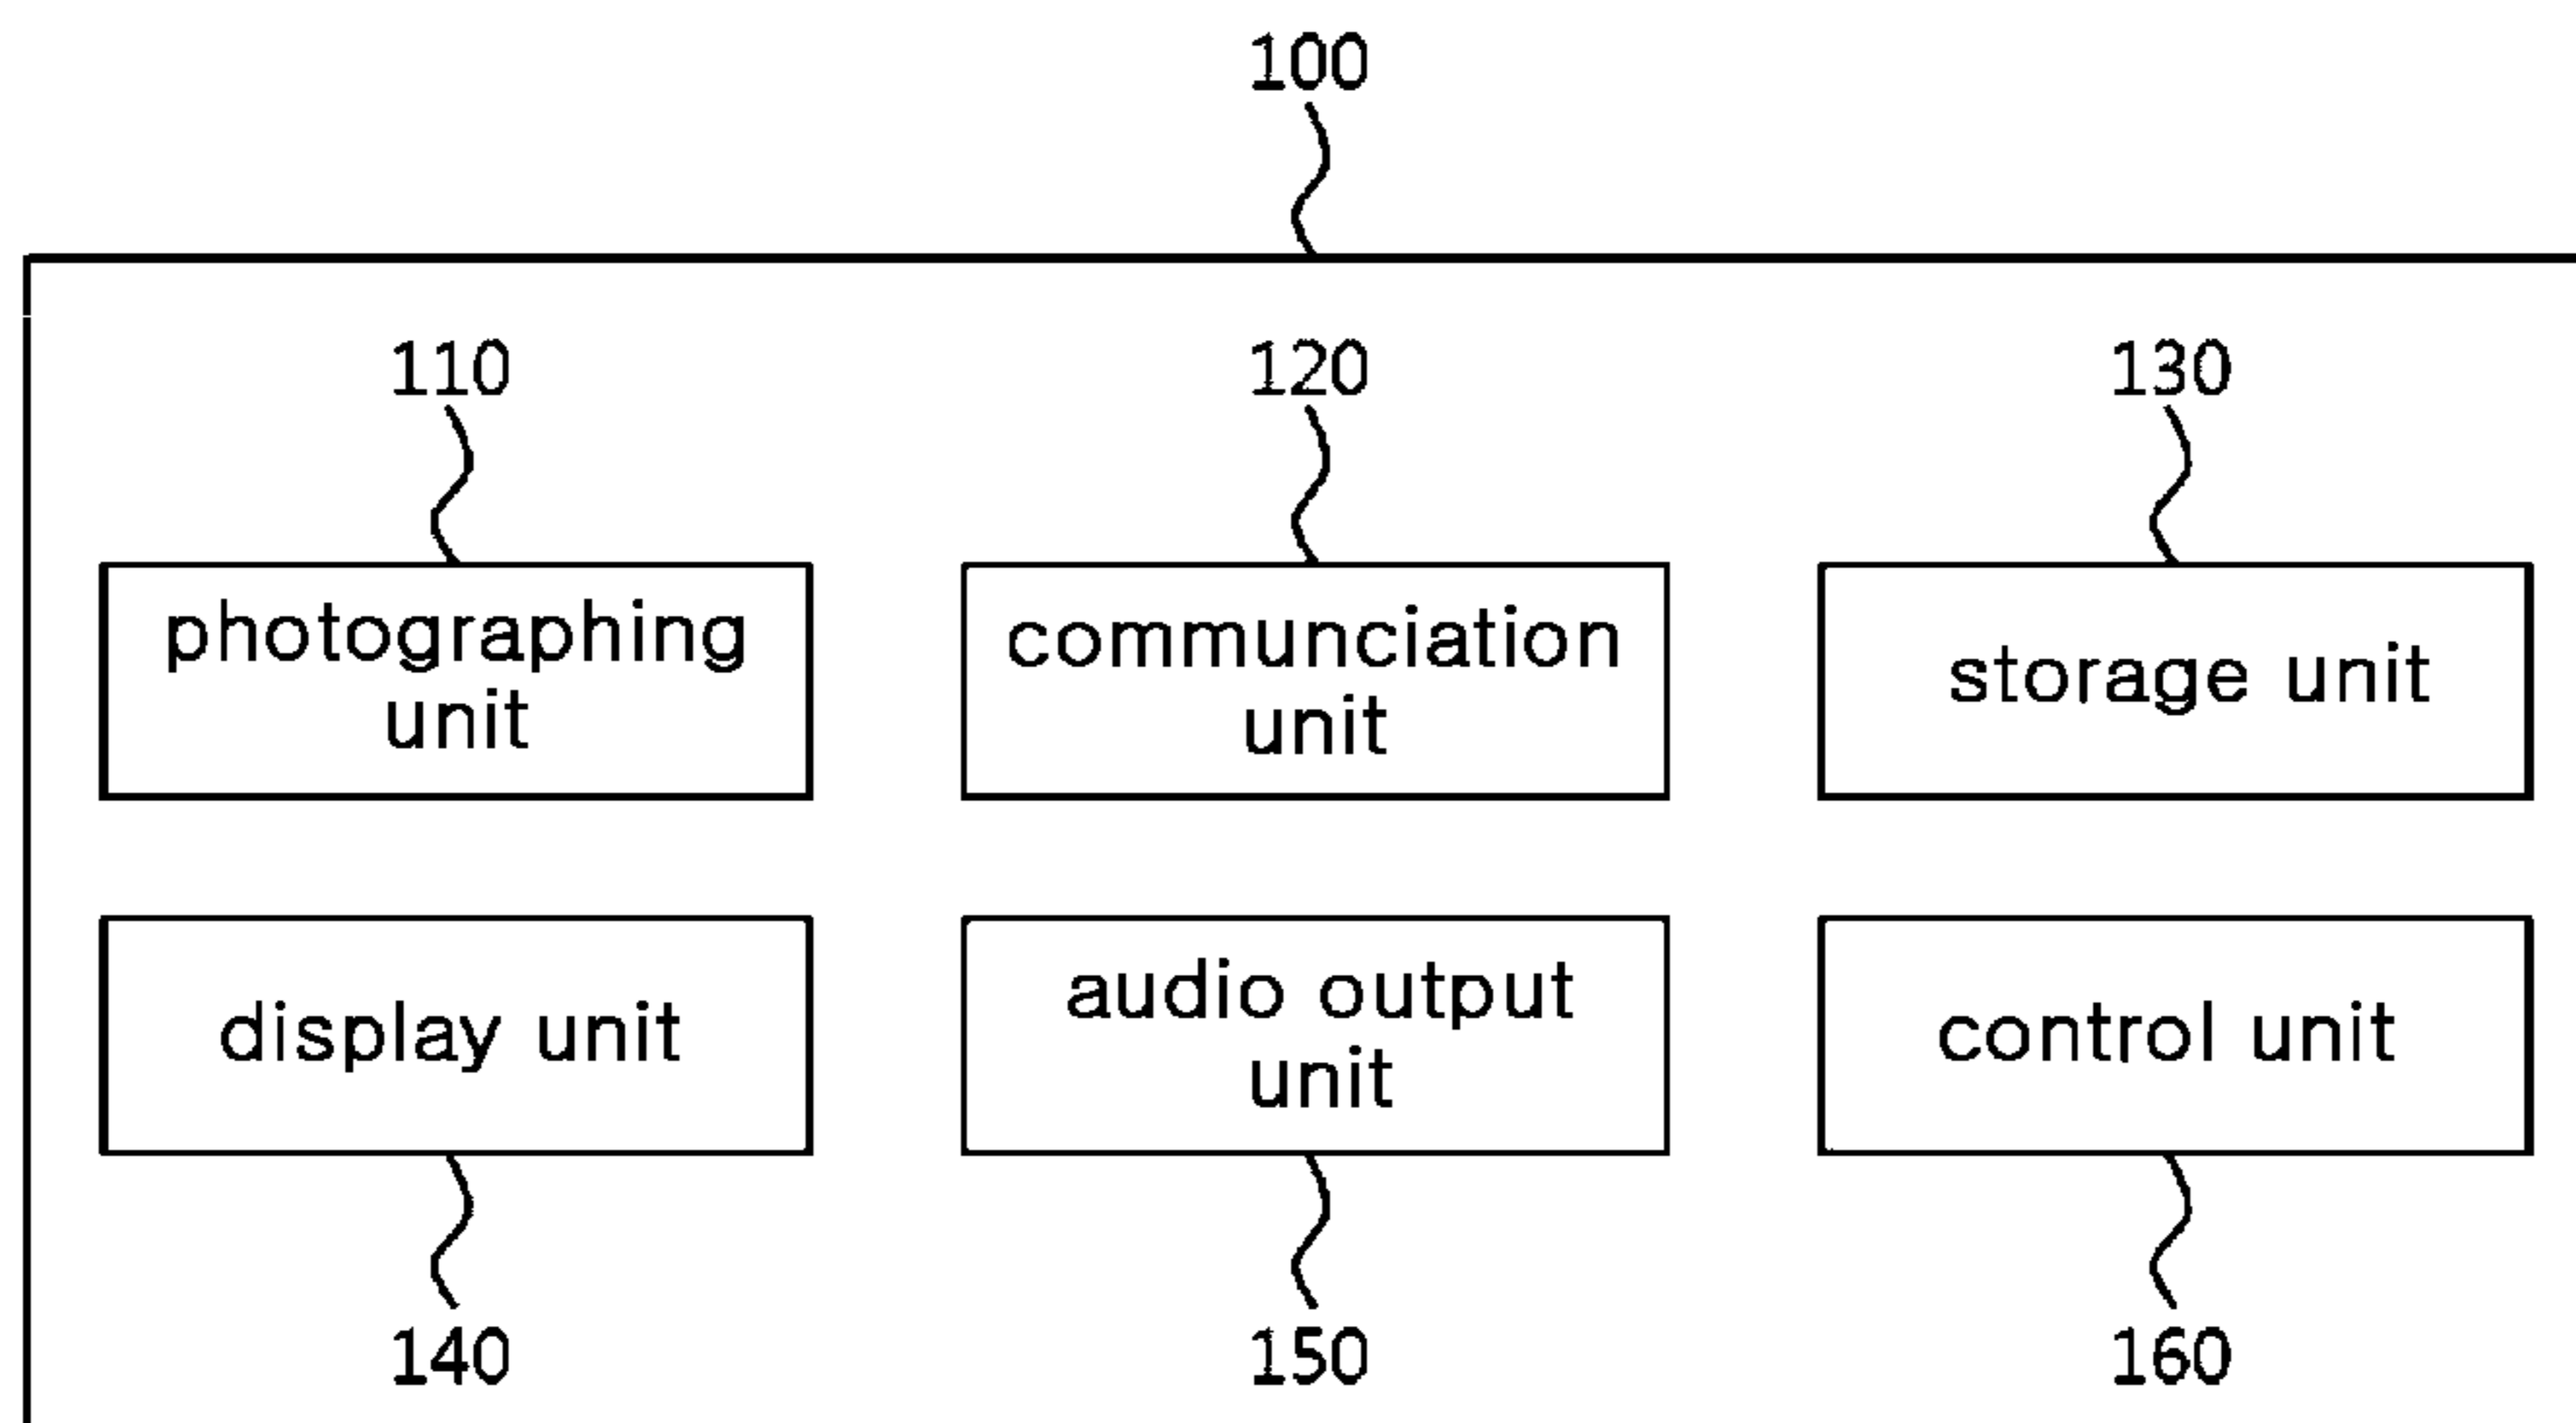 100
110
120
130
photographing
unit
communciation
unit
storage unit
display unit
audio output
unit
control unit
140
150
160